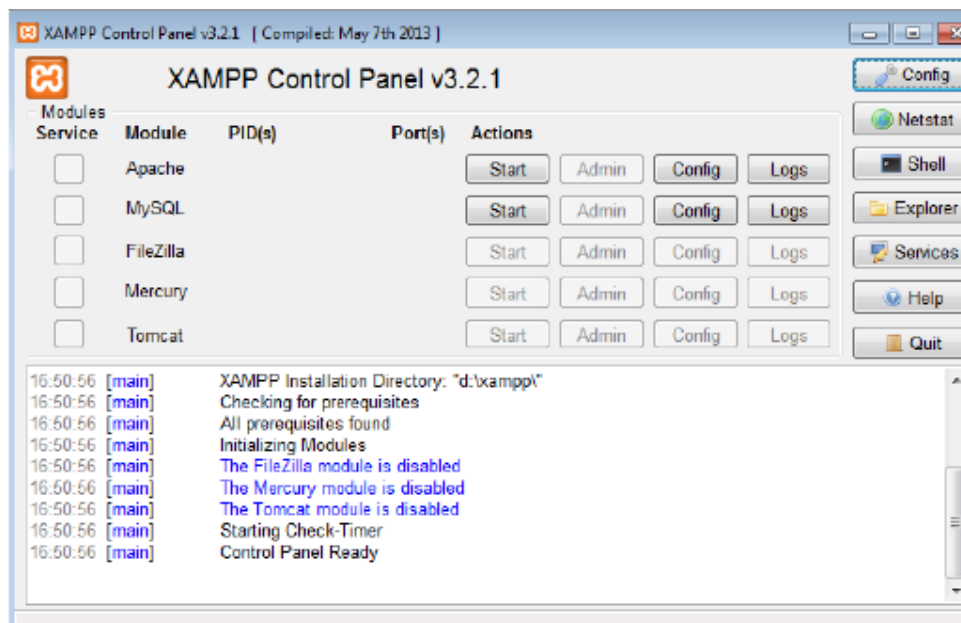 XAMPP Control Panel v3.2.1 [ Compiled: May 7th 2013 ]
XAMPP Control Panel v3.2.1
Config
Modules
Service Module PID(s) Port(s) Actions
Netstat
Apache Start Admin Config Logs
Shell
MySQL Start Admin Config Logs
Explorer
FileZilla Start Admin Config Logs
Services
Mercury Start Admin Config Logs
Help
Tomcat Start Admin Config Logs
Quit
16:50:56 [main] XAMPP Installation Directory: "d:\xampp\"
16:50:56 [main] Checking for prerequisites
16:50:56 [main] All prerequisites found
16:50:56 [main] Initializing Modules
16:50:56 [main] The FileZilla module is disabled
16:50:56 [main] The Mercury module is disabled
16:50:56 [main] The Tomcat module is disabled
16:50:56 [main] Starting Check-Timer
16:50:56 [main] Control Panel Ready